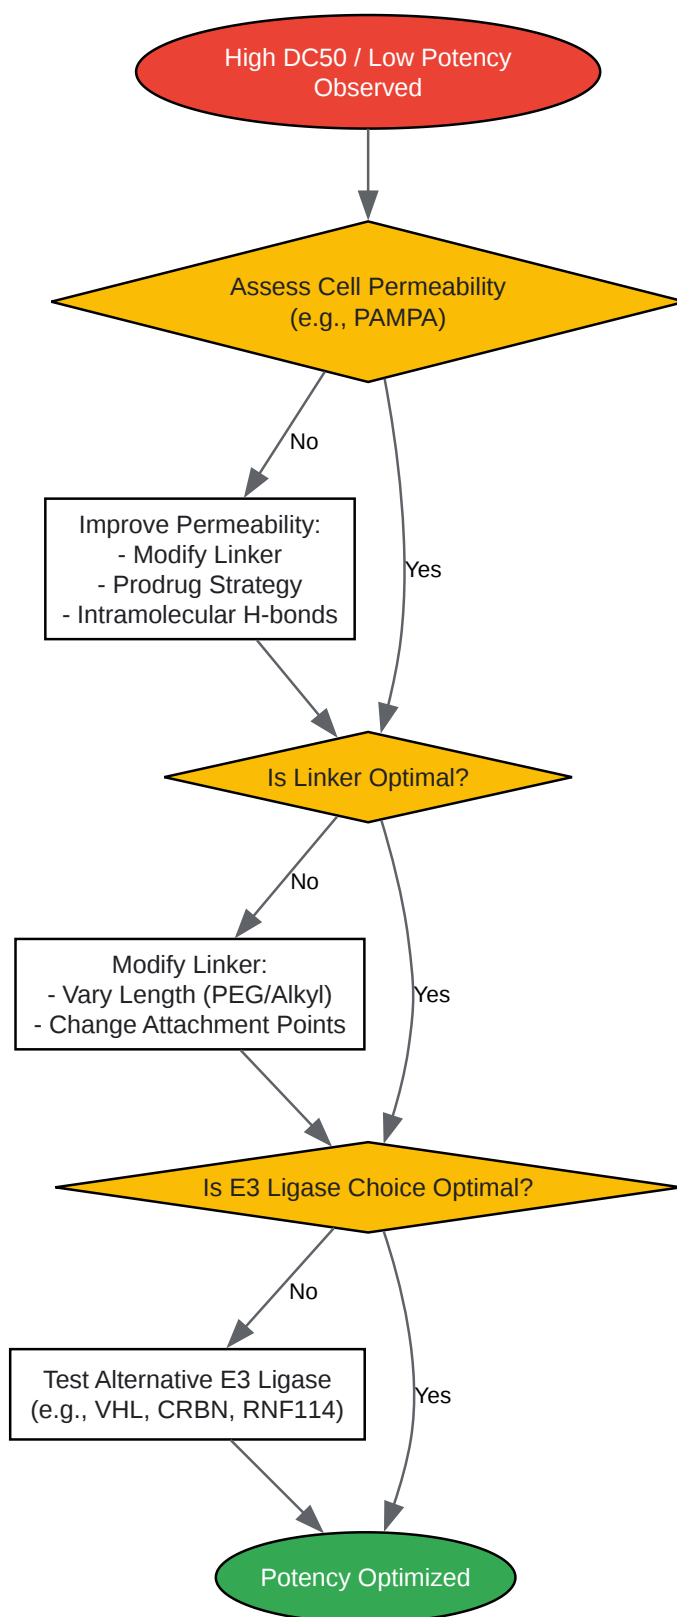 High DC50 / Low Potency
Observed
Assess Cell Permeability
(e.g., PAMPA)
No
Improve Permeability:
- Modify Linker
- Prodrug Strategy
- Intramolecular H-bonds
Yes
Is Linker Optimal?
No
Modify Linker:
- Vary Length (PEG/Alkyl)
- Change Attachment Points
Yes
Is E3 Ligase Choice Optimal?
No
Test Alternative E3 Ligase
(e.g., VHL, CRBN, RNF114)
Yes
Potency Optimized